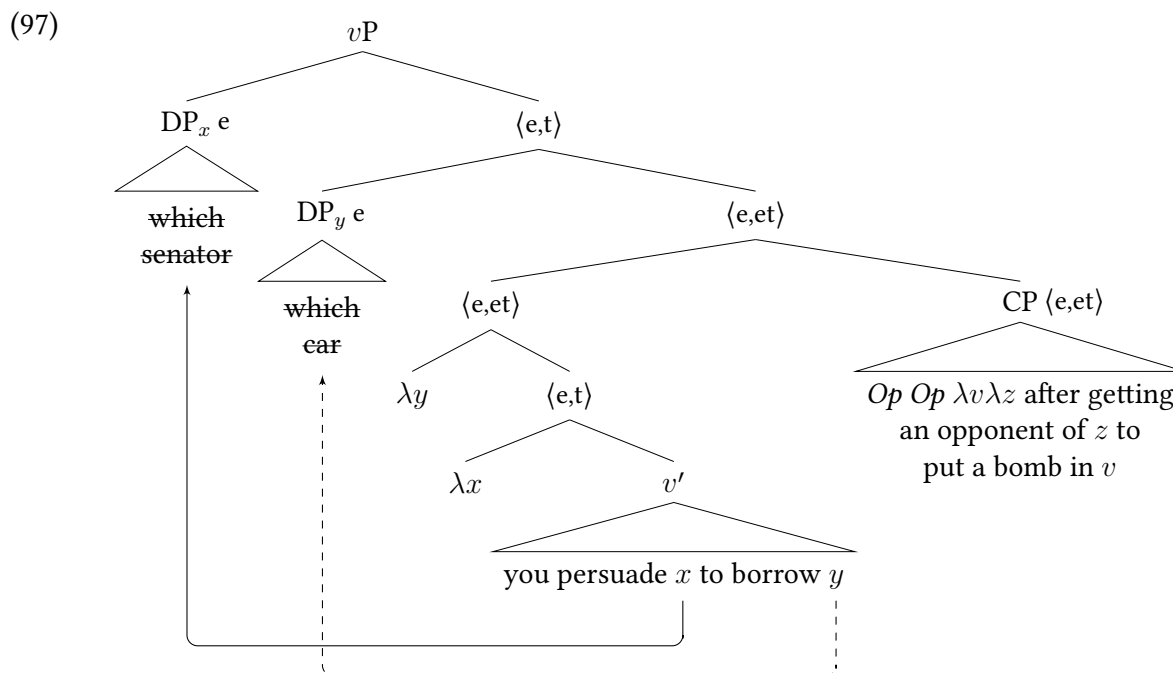 (97)
vP
DPₓ e
⟨e,t⟩
which
senator
DP_y e
⟨e,et⟩
which
car
⟨e,et⟩
CP ⟨e,et⟩
λy
⟨e,t⟩
Op Op λvλz after getting
an opponent of z to
put a bomb in v
λx
v′
you persuade x to borrow y